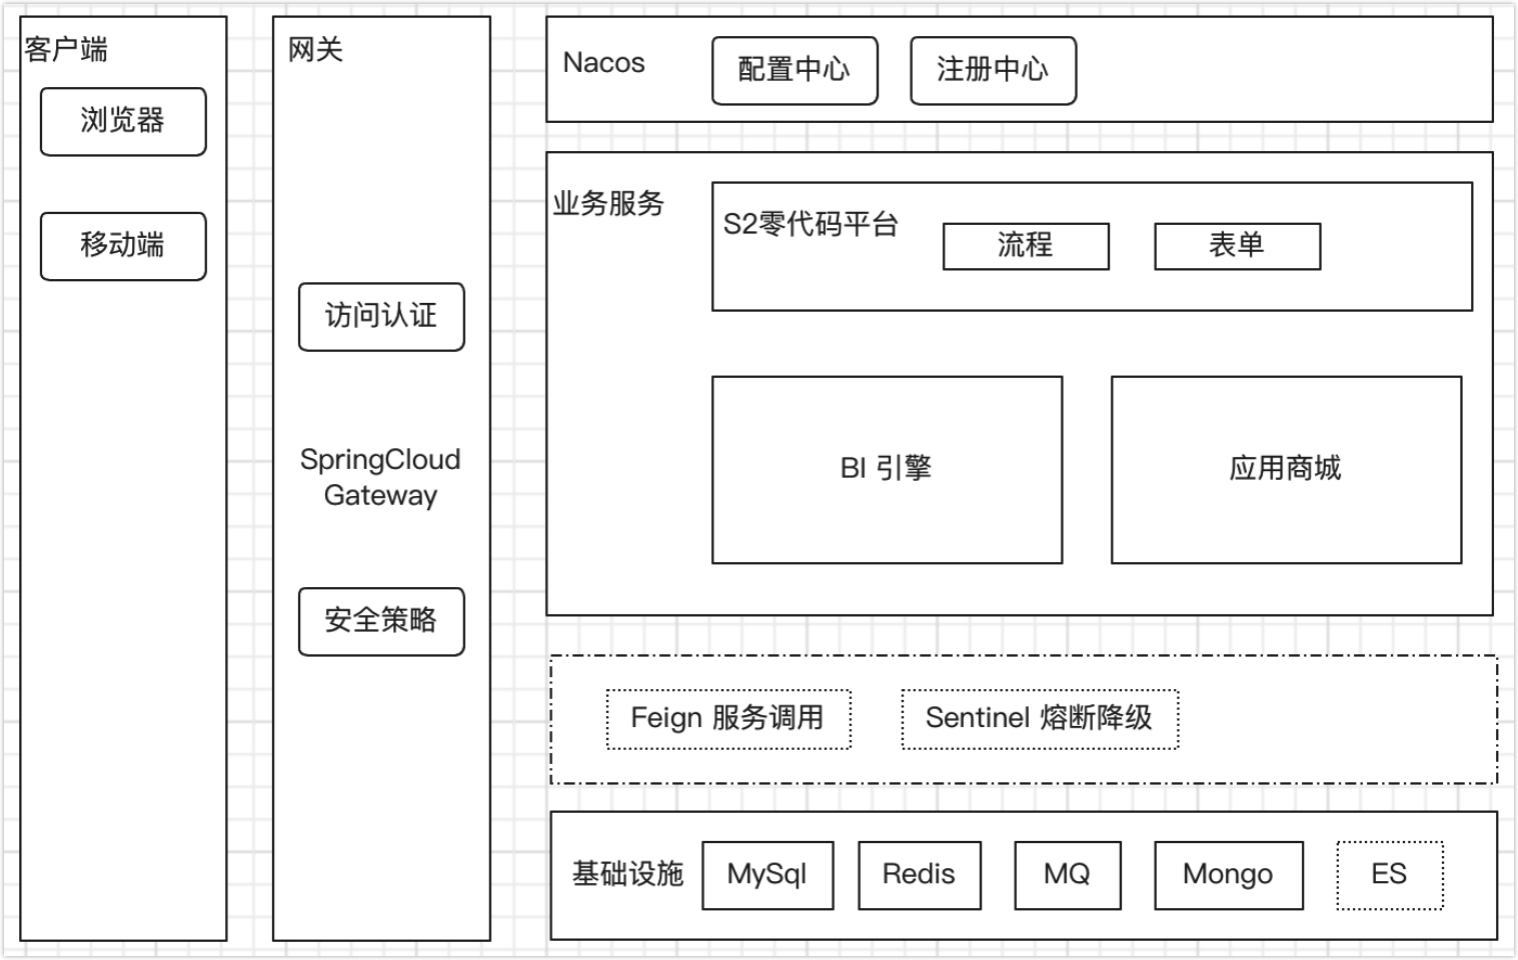 客户端
浏览器
移动端
网关
访问认证
SpringCloud
Gateway
安全策略
Nacos
配置中心
注册中心
业务服务
S2零代码平台
流程
表单
BI 引擎
应用商城
Feign 服务调用
Sentinel 熔断降级
基础设施
MySql
Redis
MQ
Mongo
ES